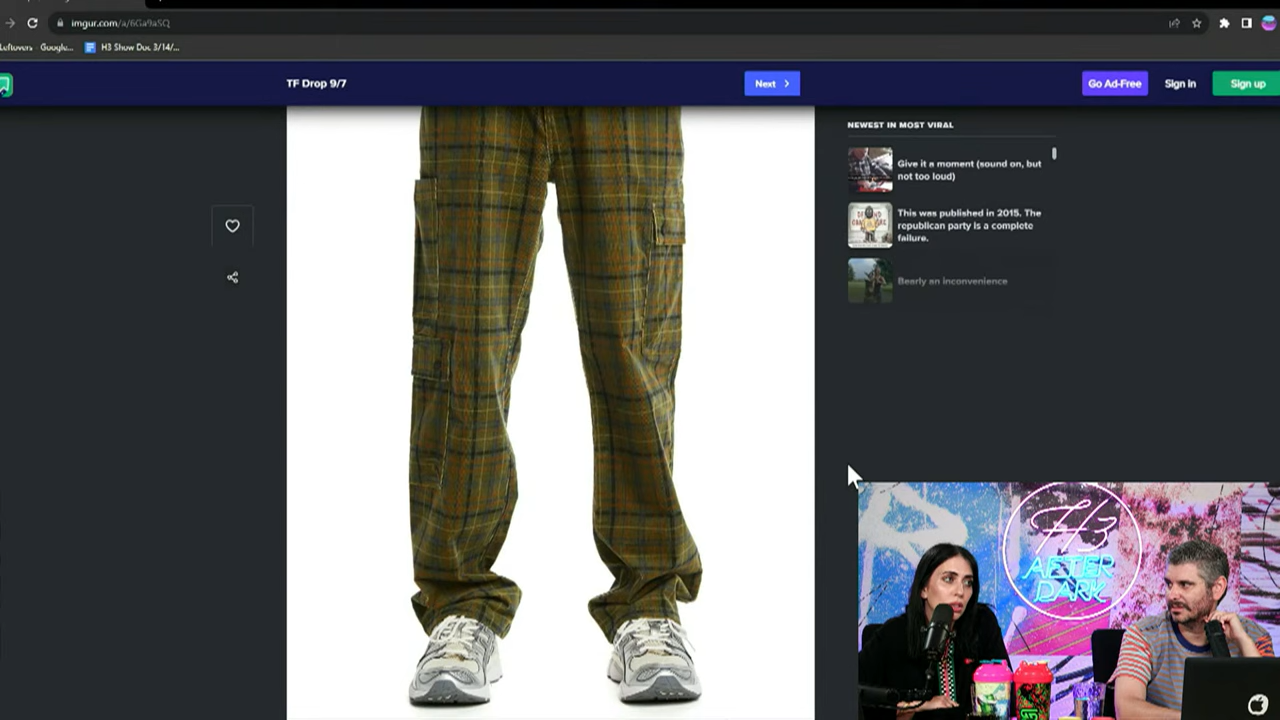 imgur.com/a/6Ga9aSQ
Leftovers - Google...
H3 Show Doc 3/14/...
TF Drop 9/7
Next
Go Ad-Free
Sign in
Sign up
NEWEST IN MOST VIRAL
Give it a moment (sound on, but
not too loud)
This was published in 2015. The
republican party is a complete
failure.
Bearly an inconvenience
H3
AFTER
DARK